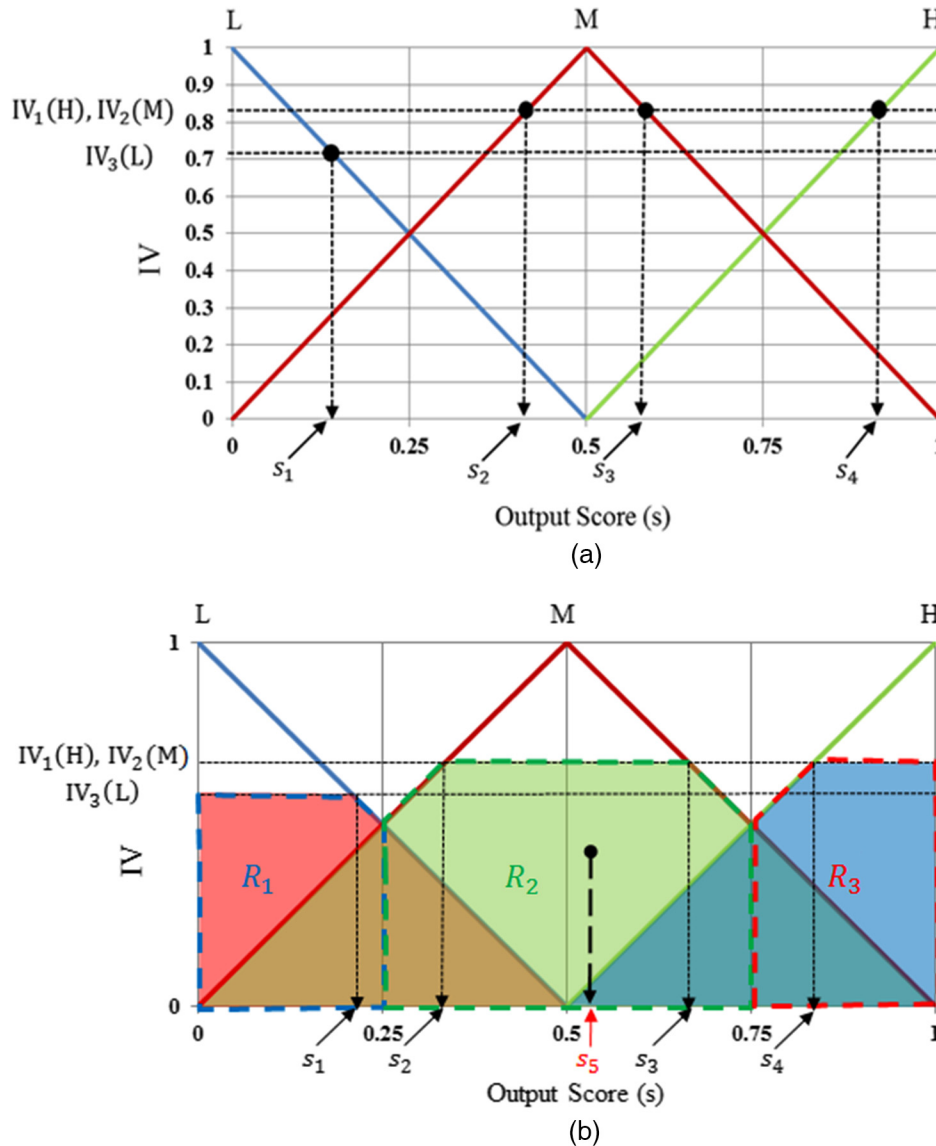 L M H
1
0.9
IV₁(H), IV₂(M)
0.8
IV₃(L)
0.7
0.6
0.5
IV
0.4
0.3
0.2
0.1
0
0 0.25 0.5 0.75
s₁ s₂ s₃ s₄
Output Score (s)
(a)
L M H
1
IV₁(H), IV₂(M)
IV₃(L)
IV
R₁ R₂ R₃
0
0 0.25 0.5 0.75 1
s₁ s₂ s₅ s₃ s₄
Output Score (s)
(b)